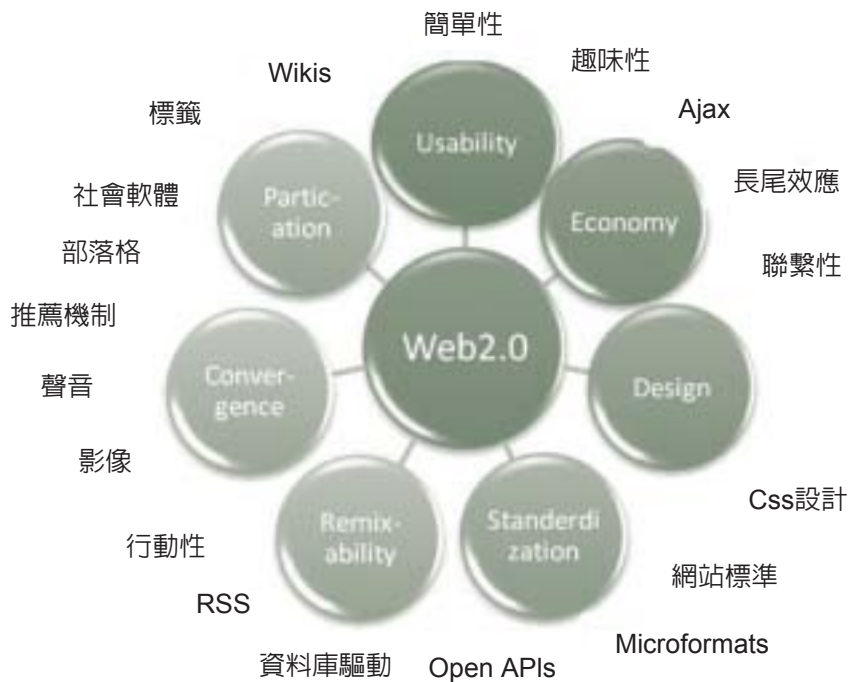 簡單性
趣味性
Wikis
Ajax
標籤
Usability
長尾效應
社會軟體
Partic-
ation
Economy
部落格
聯繫性
推薦機制
Web2.0
聲音
Conver-
gence
Design
影像
Css設計
行動性
Remix-
ability
Standerdi
zation
網站標準
RSS
Microformats
資料庫驅動
Open APIs